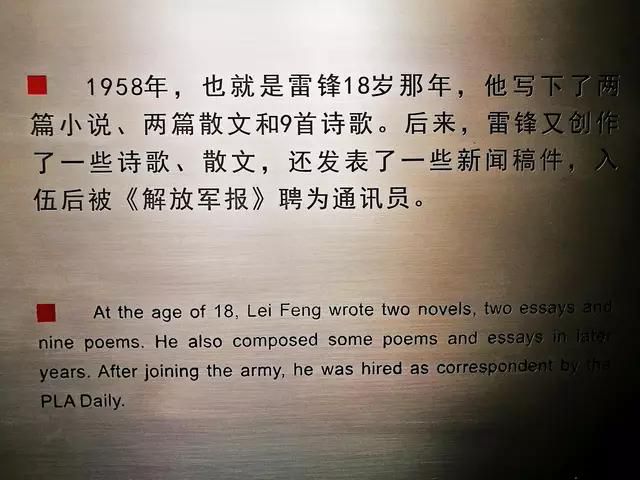 1958年，也就是雷锋18岁那年，他写下了两
篇小说、两篇散文和9首诗歌。后来，雷锋又创作
了一些诗歌、散文，还发表了一些新闻稿件，入
伍后被《解放军报》聘为通讯员。
At the age of 18, Lei Feng wrote two novels, two essays and
nine poems. He also composed some poems and essays in later
years. After joining the army, he was hired as correspondent by the
PLA Daily.